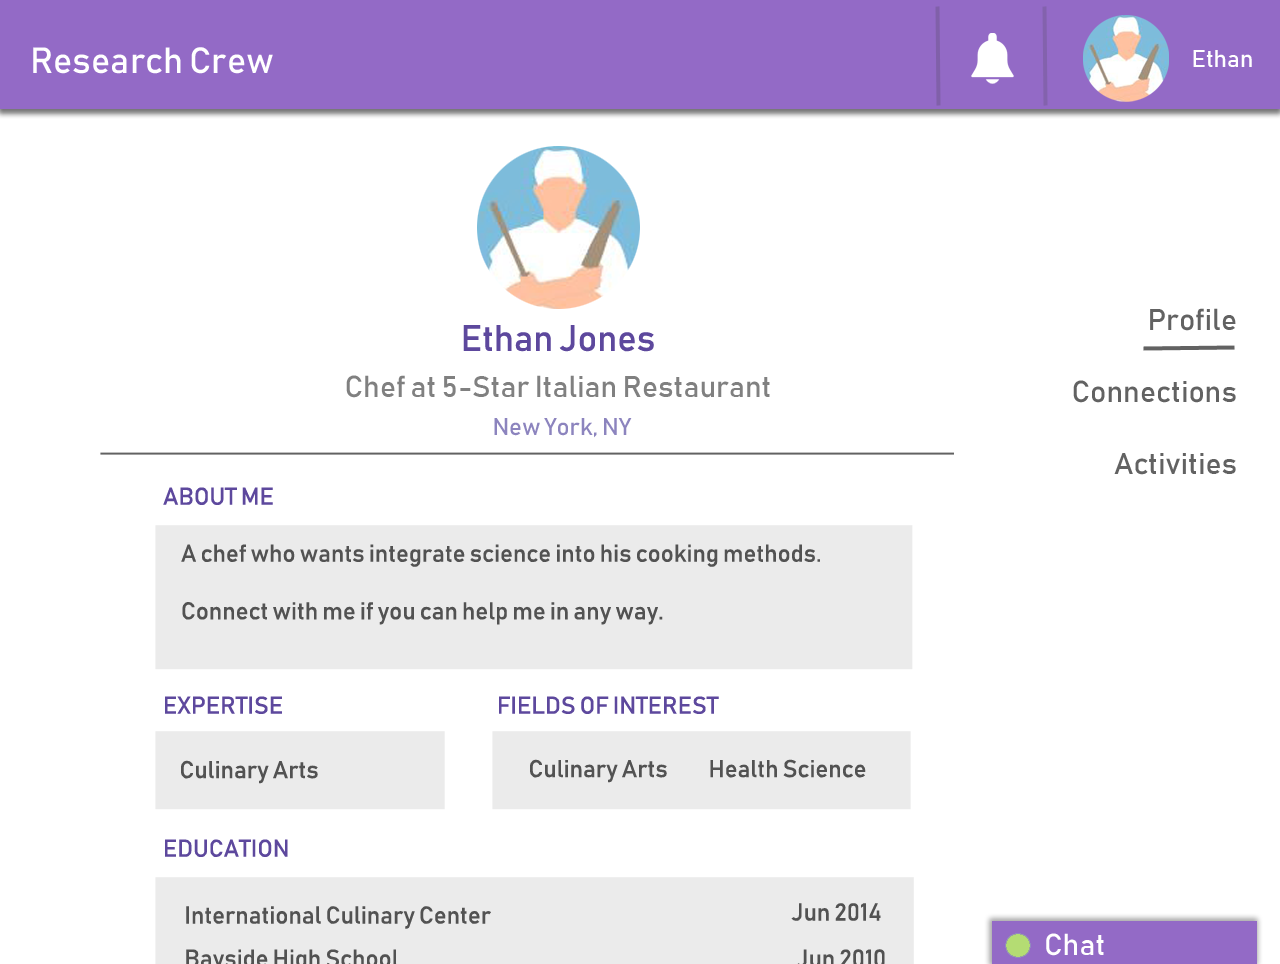 Research Crew
Ethan
Ethan Jones
Chef at 5-Star Italian Restaurant
New York, NY
Profile
Connections
Activities
ABOUT ME
A chef who wants integrate science into his cooking methods.
Connect with me if you can help me in any way.
EXPERTISE
FIELDS OF INTEREST
Culinary Arts
Culinary Arts Health Science
EDUCATION
International Culinary Center Jun 2014
Bayside High School Jun 2010
Chat